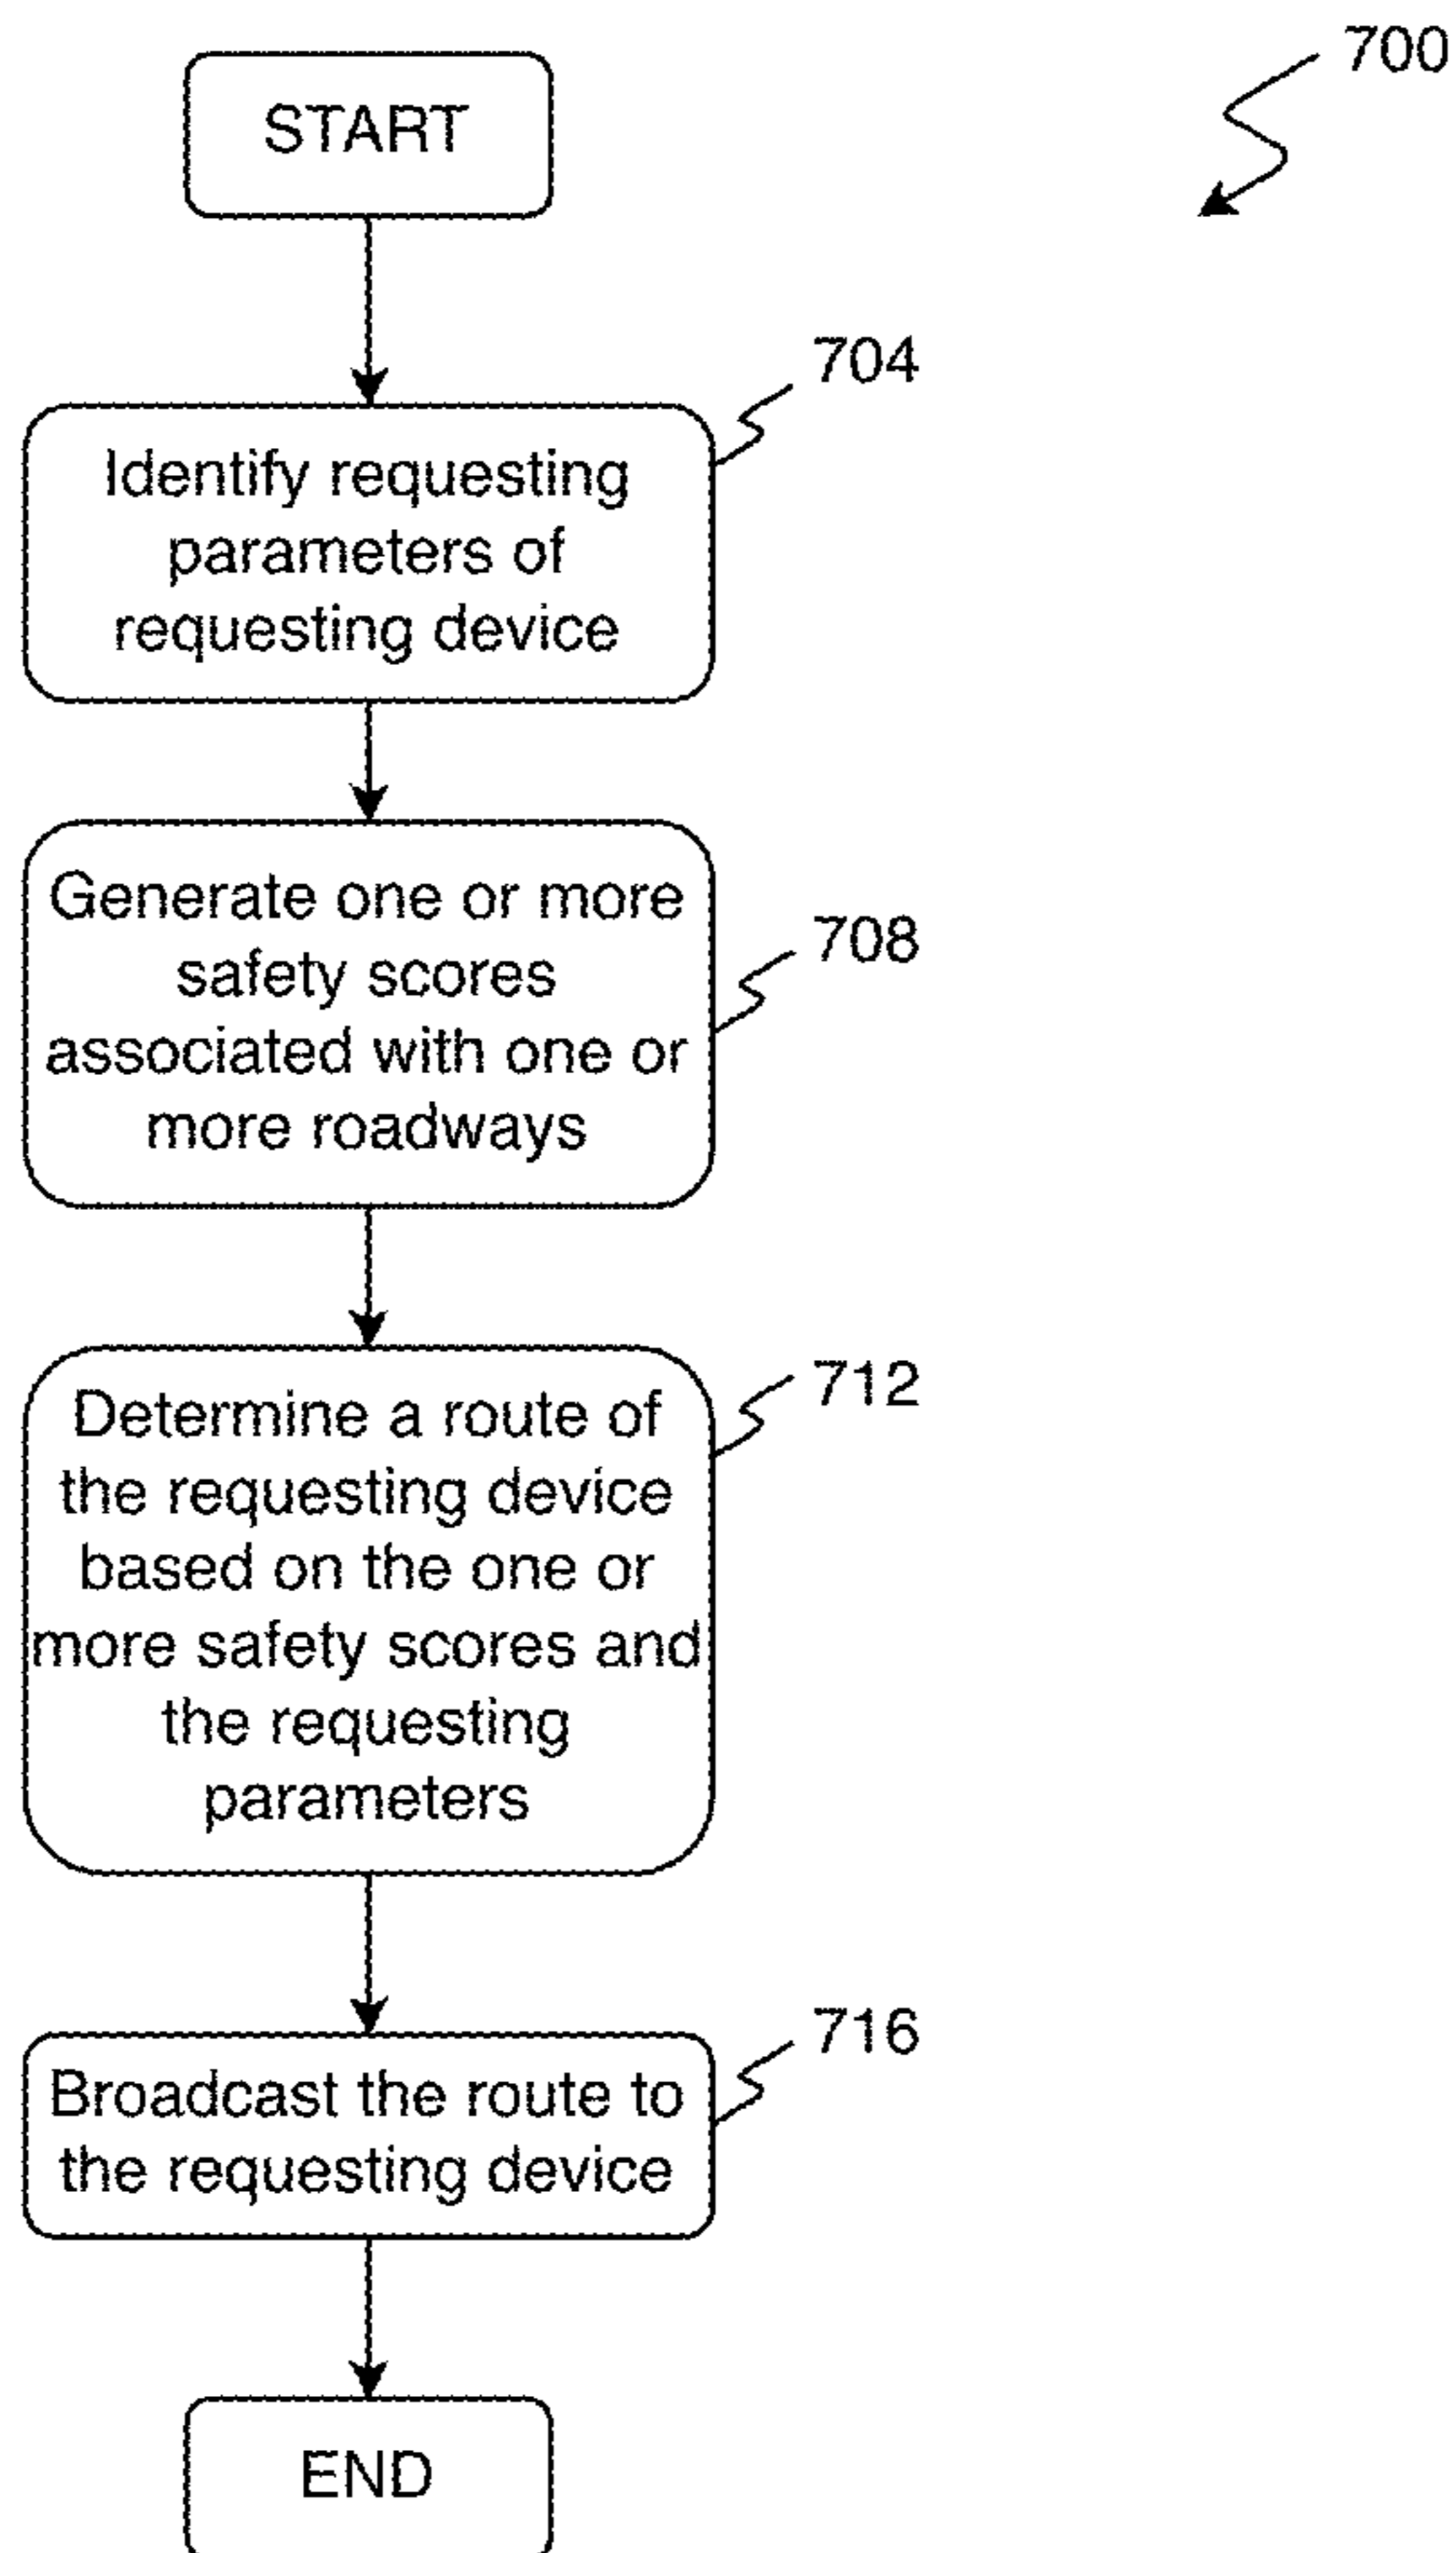 700
START
704
Identify requesting
parameters of
requesting device
708
Generate one or more
safety scores
associated with one or
more roadways
712
Determine a route of
the requesting device
based on the one or
more safety scores and
the requesting
parameters
716
Broadcast the route to
the requesting device
END